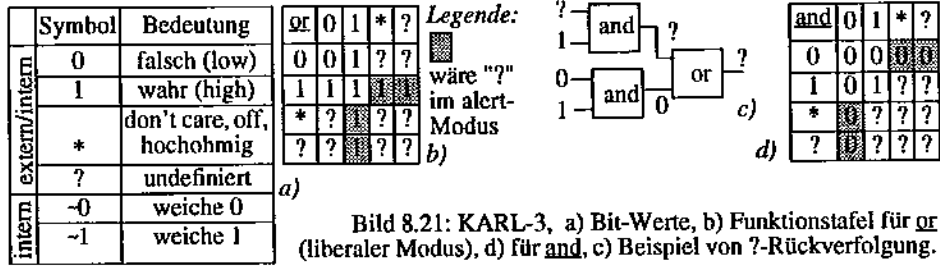 Symbol Bedeutung
extern/intern
0 falsch (low)
1 wahr (high)
* don't care, off, hochohmig
? undefiniert
intern
~0 weiche 0
~1 weiche 1
a)
or 0 1 * ?
0 0 1 ? ?
1 1 1 1 1
* ? 1 ? ?
? ? 1 ? ?
b)
Legende:
wäre "?"
im alert-
Modus
?
1
and
?
0
1
and
0
or
?
c)
and 0 1 * ?
0 0 0 0 0
1 0 1 ? ?
* 0 ? ? ?
? 0 ? ? ?
d)
Bild 8.21: KARL-3, a) Bit-Werte, b) Funktionstafel für or
(liberaler Modus), d) für and, c) Beispiel von ?-Rückverfolgung.